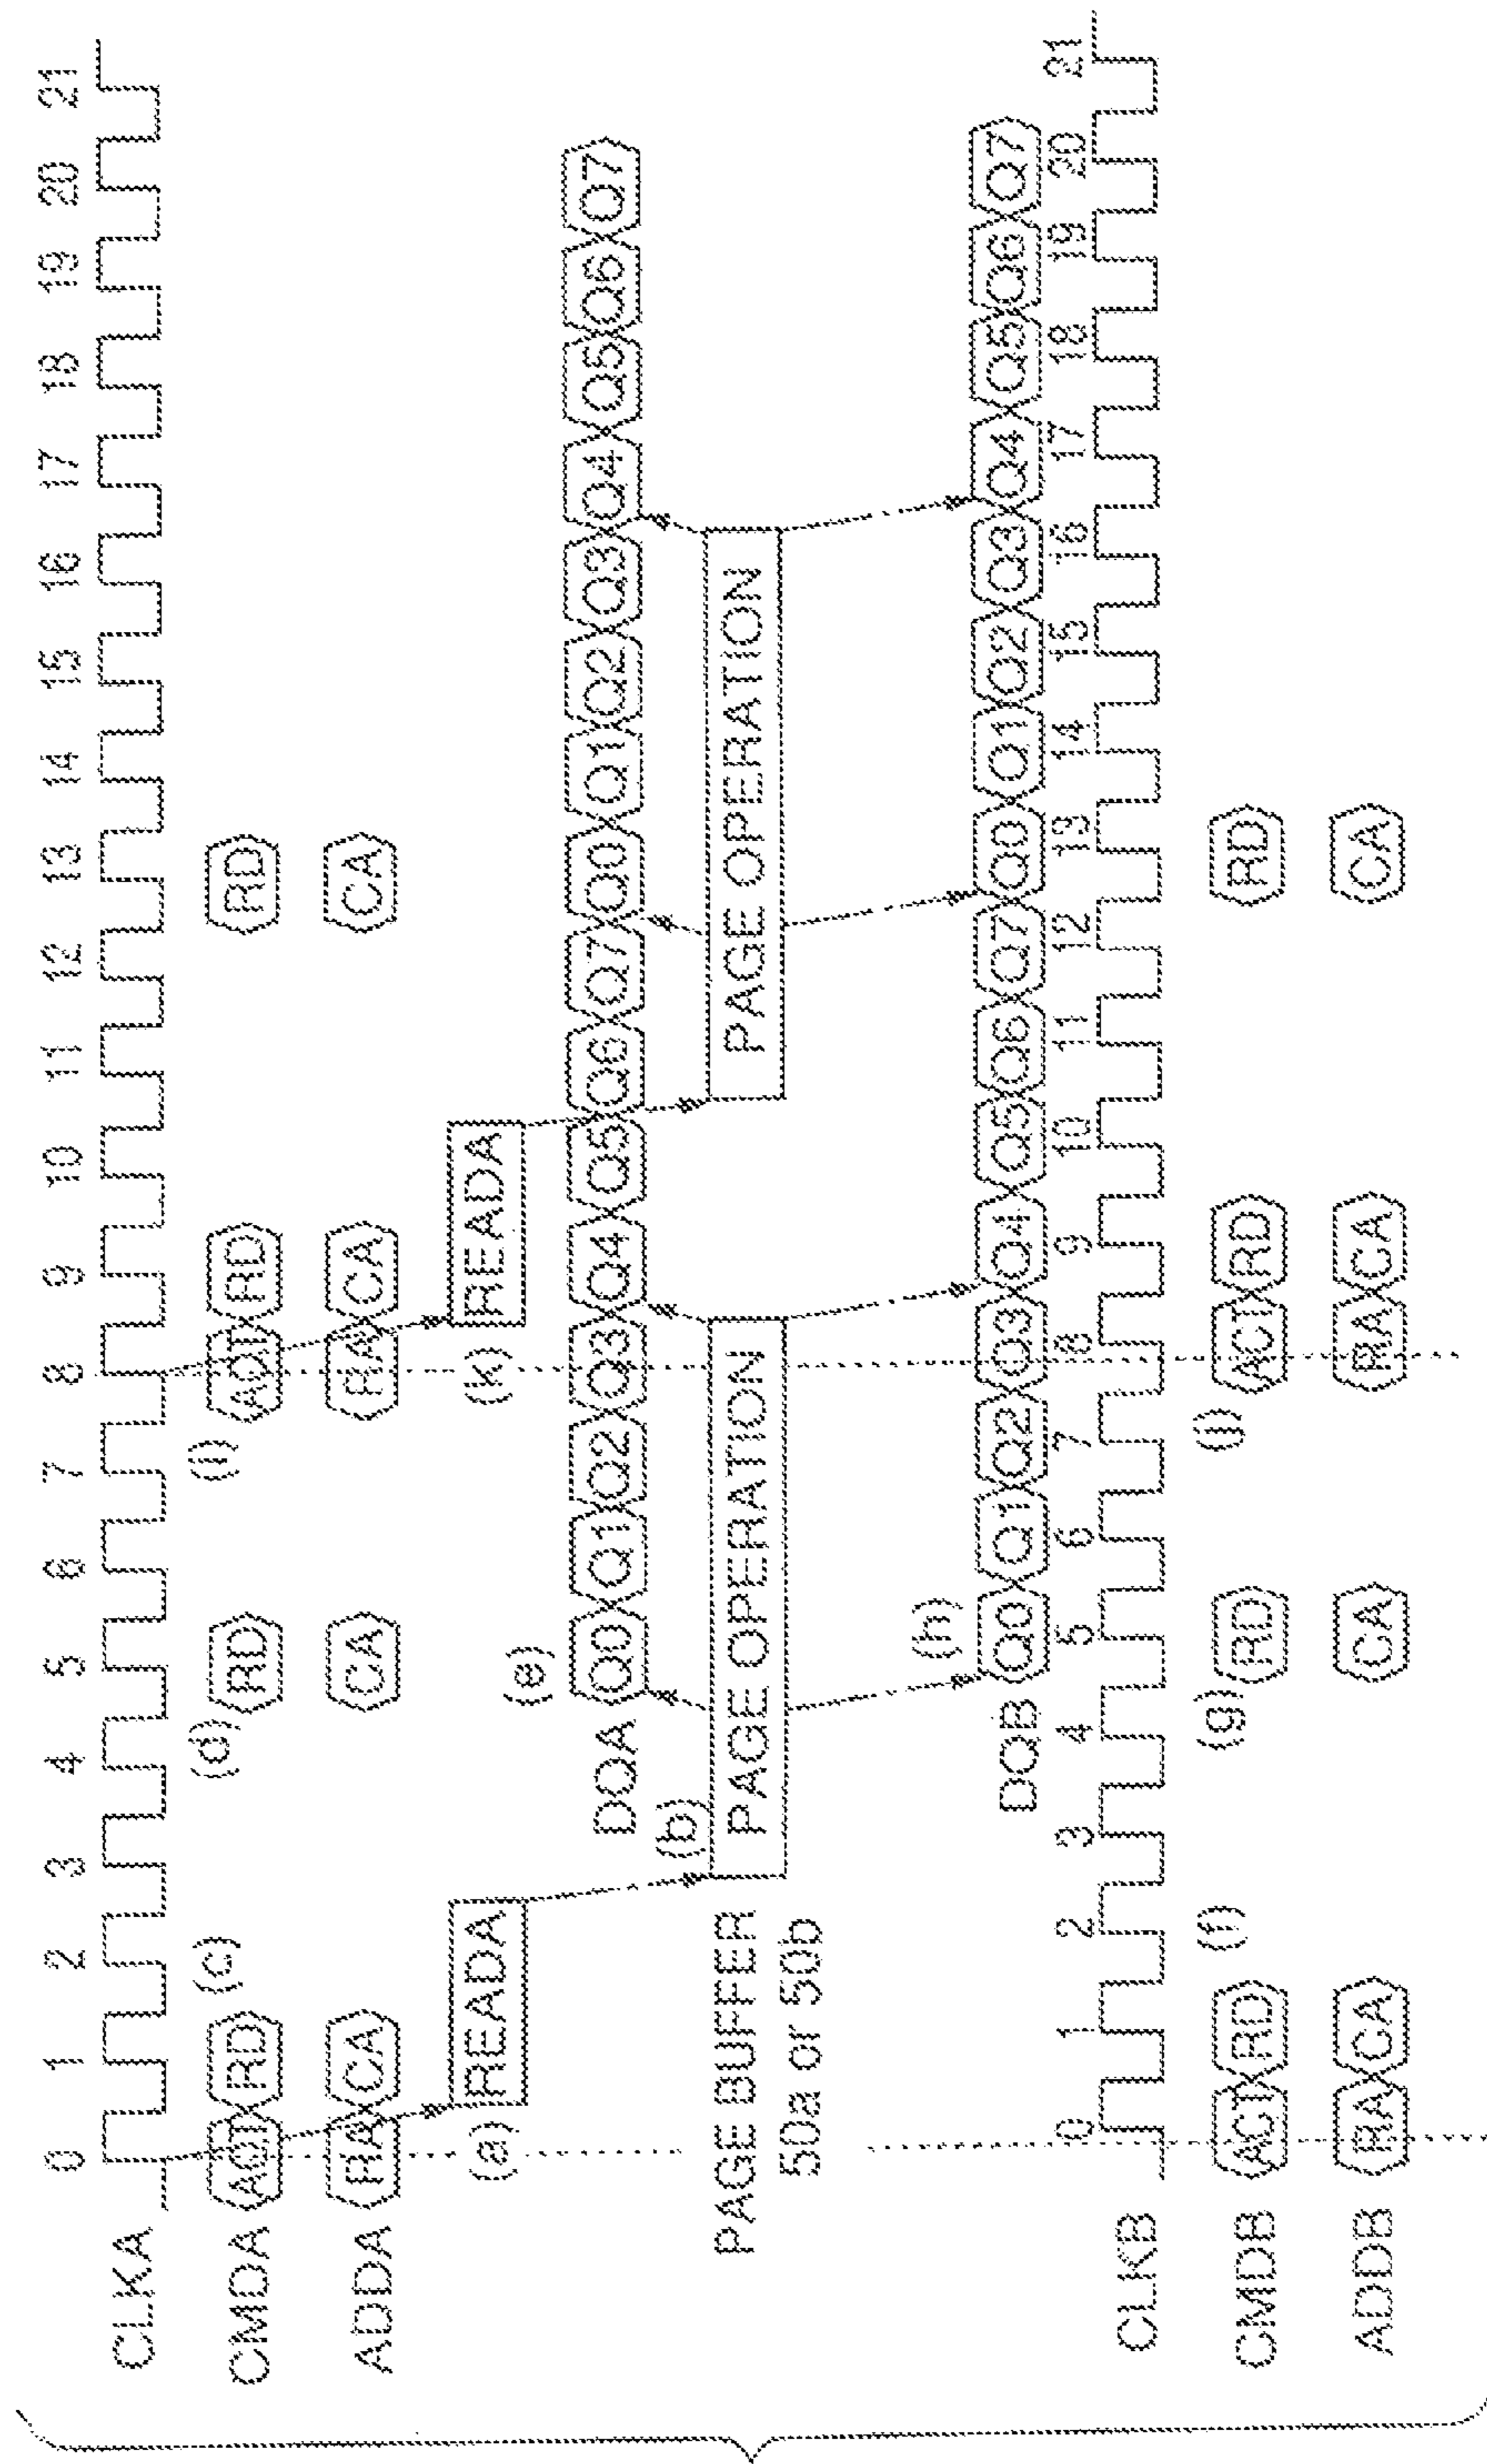 0 1 2 3 4 5 6 7 8 9 10 11 12 13 14 15 16 17 18 19 20 21
CLKA
(c) (d) (i)
CMDA ACT RD RD ACT RD RD
ADDA RA CA CA RA CA CA
(a) READA (k) READA
(e)
DQA Q0 Q1 Q2 Q3 Q4 Q5 Q6 Q7 Q0 Q1 Q2 Q3 Q4 Q5 Q6 Q7
(b)
PAGE BUFFER PAGE OPERATION PAGE OPERATION
50a or 50b
(h)
DQB Q0 Q1 Q2 Q3 Q4 Q5 Q6 Q7 Q0 Q1 Q2 Q3 Q4 Q5 Q6 Q7
0 1 2 3 4 5 6 7 8 9 10 11 12 13 14 15 16 17 18 19 20 21
CLKB
(f) (g) (j)
CMDB ACT RD RD ACT RD RD
ADDB RA CA CA RA CA CA